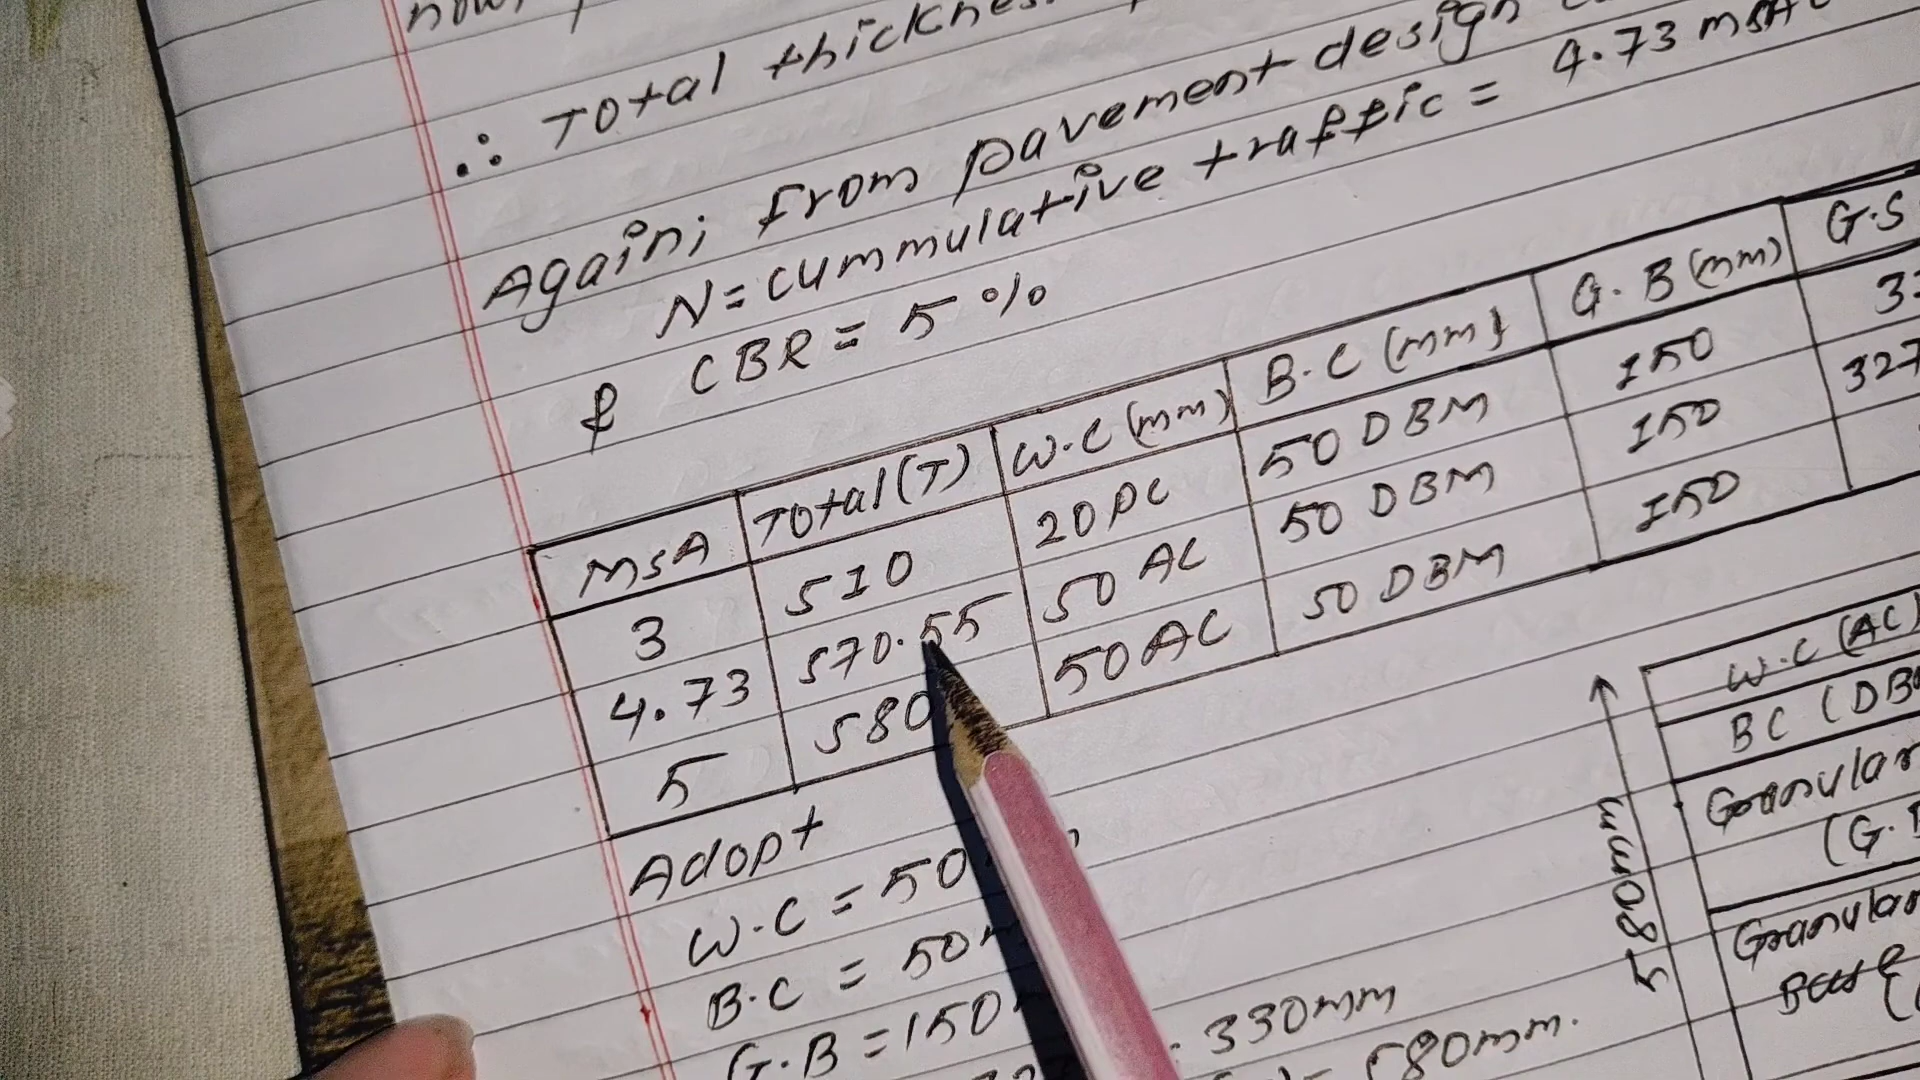 now,
∴ Total thickness
Again; from pavement design
N = cummulative traffic = 4.73 msA
& CBR = 5 %
MSA Total(T) W.C (mm) B.C (mm) G.B (mm) G.S
3 510 20 PC 50 DBM 150
4.73 570.55 50 AC 50 DBM 150 327
5 580 50 AC 50 DBM 150
Adopt
W.C = 50
B.C = 50
G.B = 150
330mm
580mm.
W.C (AC)
BC (DB
Granular
(G.
Granular
580mm